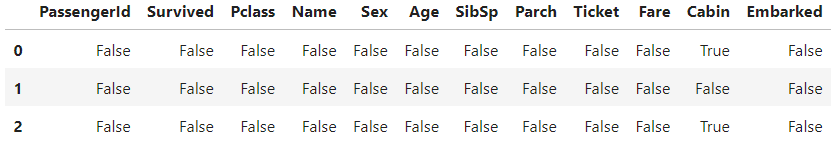 PassengerId Survived Pclass Name Sex Age SibSp Parch Ticket Fare Cabin Embarked
0 False False False False False False False False False False True False
1 False False False False False False False False False False False False
2 False False False False False False False False False False True False